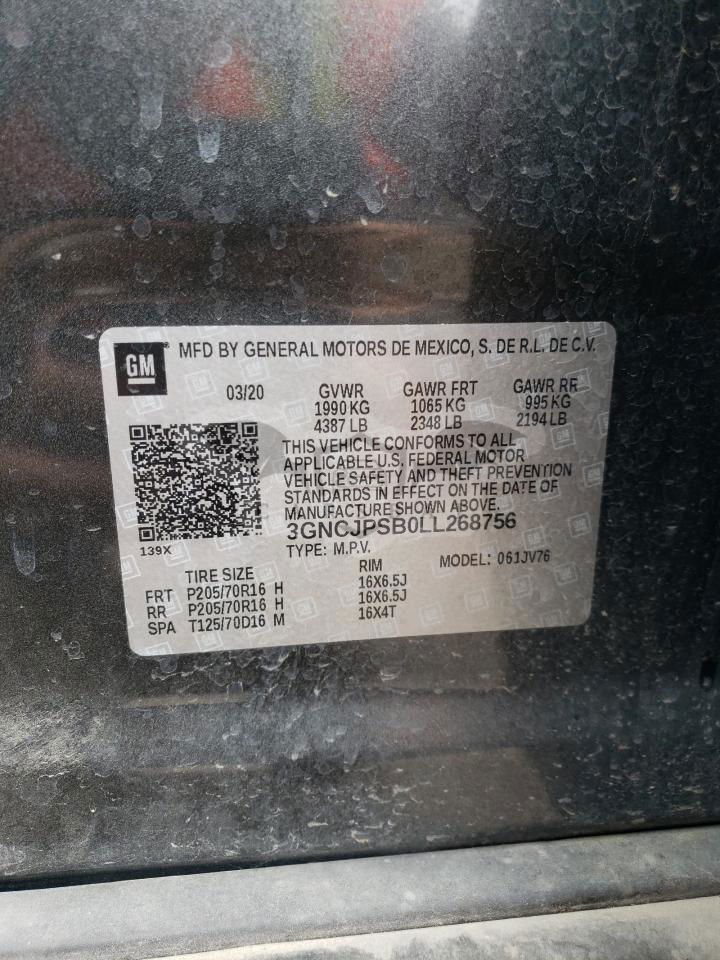 GM MFD BY GENERAL MOTORS DE MEXICO, S. DE R.L. DE C.V.
03/20 GVWR GAWR FRT GAWR RR
1990 KG 1065 KG 995 KG
4387 LB 2348 LB 2194 LB
THIS VEHICLE CONFORMS TO ALL
APPLICABLE U.S. FEDERAL MOTOR
VEHICLE SAFETY AND THEFT PREVENTION
STANDARDS IN EFFECT ON THE DATE OF
MANUFACTURE SHOWN ABOVE.
3GNCJPSB0LL268756
139X
TYPE: M.P.V. MODEL: 061JV76
TIRE SIZE RIM
FRT P205/70R16 H 16X6.5J
RR P205/70R16 H 16X6.5J
SPA T125/70D16 M 16X4T